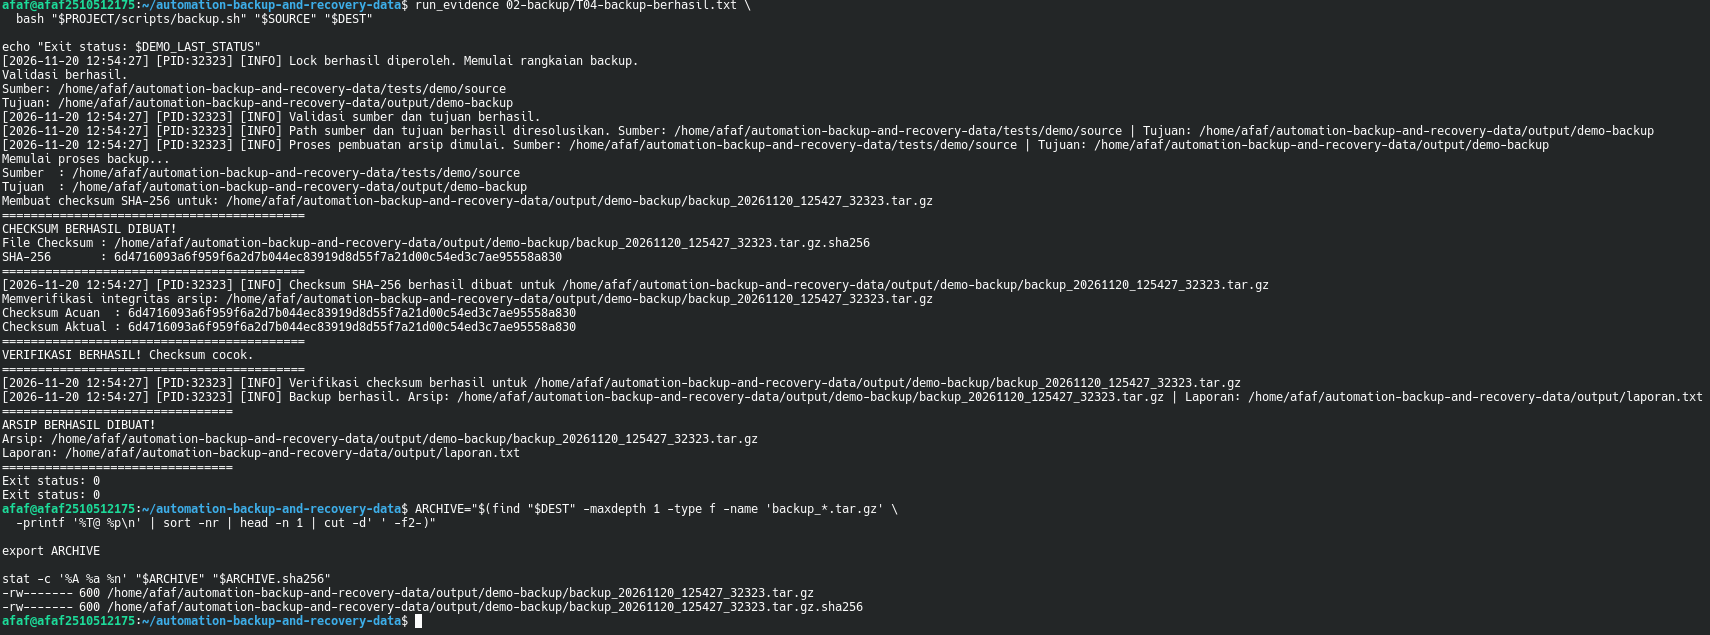 afaf@afaf2510512175:~/automation-backup-and-recovery-data$ run_evidence 02-backup/T04-backup-berhasil.txt \
  bash "$PROJECT/scripts/backup.sh" "$SOURCE" "$DEST"

echo "Exit status: $DEMO_LAST_STATUS"
[2026-11-20 12:54:27] [PID:32323] [INFO] Lock berhasil diperoleh. Memulai rangkaian backup.
Validasi berhasil.
Sumber: /home/afaf/automation-backup-and-recovery-data/tests/demo/source
Tujuan: /home/afaf/automation-backup-and-recovery-data/output/demo-backup
[2026-11-20 12:54:27] [PID:32323] [INFO] Validasi sumber dan tujuan berhasil.
[2026-11-20 12:54:27] [PID:32323] [INFO] Path sumber dan tujuan berhasil diresolusikan. Sumber: /home/afaf/automation-backup-and-recovery-data/tests/demo/source | Tujuan: /home/afaf/automation-backup-and-recovery-data/output/demo-backup
[2026-11-20 12:54:27] [PID:32323] [INFO] Proses pembuatan arsip dimulai. Sumber: /home/afaf/automation-backup-and-recovery-data/tests/demo/source | Tujuan: /home/afaf/automation-backup-and-recovery-data/output/demo-backup
Memulai proses backup...
Sumber  : /home/afaf/automation-backup-and-recovery-data/tests/demo/source
Tujuan  : /home/afaf/automation-backup-and-recovery-data/output/demo-backup
Membuat checksum SHA-256 untuk: /home/afaf/automation-backup-and-recovery-data/output/demo-backup/backup_20261120_125427_32323.tar.gz
===========================================
CHECKSUM BERHASIL DIBUAT!
File Checksum : /home/afaf/automation-backup-and-recovery-data/output/demo-backup/backup_20261120_125427_32323.tar.gz.sha256
SHA-256       : 6d4716093a6f959f6a2d7b044ec83919d8d55f7a21d00c54ed3c7ae95558a830
===========================================
[2026-11-20 12:54:27] [PID:32323] [INFO] Checksum SHA-256 berhasil dibuat untuk /home/afaf/automation-backup-and-recovery-data/output/demo-backup/backup_20261120_125427_32323.tar.gz
Memverifikasi integritas arsip: /home/afaf/automation-backup-and-recovery-data/output/demo-backup/backup_20261120_125427_32323.tar.gz
Checksum Acuan  : 6d4716093a6f959f6a2d7b044ec83919d8d55f7a21d00c54ed3c7ae95558a830
Checksum Aktual : 6d4716093a6f959f6a2d7b044ec83919d8d55f7a21d00c54ed3c7ae95558a830
===========================================
VERIFIKASI BERHASIL! Checksum cocok.
===========================================
[2026-11-20 12:54:27] [PID:32323] [INFO] Verifikasi checksum berhasil untuk /home/afaf/automation-backup-and-recovery-data/output/demo-backup/backup_20261120_125427_32323.tar.gz
[2026-11-20 12:54:27] [PID:32323] [INFO] Backup berhasil. Arsip: /home/afaf/automation-backup-and-recovery-data/output/demo-backup/backup_20261120_125427_32323.tar.gz | Laporan: /home/afaf/automation-backup-and-recovery-data/output/laporan.txt
=================================
ARSIP BERHASIL DIBUAT!
Arsip: /home/afaf/automation-backup-and-recovery-data/output/demo-backup/backup_20261120_125427_32323.tar.gz
Laporan: /home/afaf/automation-backup-and-recovery-data/output/laporan.txt
=================================
Exit status: 0
Exit status: 0
afaf@afaf2510512175:~/automation-backup-and-recovery-data$ ARCHIVE="$(find "$DEST" -maxdepth 1 -type f -name 'backup_*.tar.gz' \
  -printf '%T@ %p\n' | sort -nr | head -n 1 | cut -d' ' -f2-)"

export ARCHIVE

stat -c '%A %a %n' "$ARCHIVE" "$ARCHIVE.sha256"
-rw------- 600 /home/afaf/automation-backup-and-recovery-data/output/demo-backup/backup_20261120_125427_32323.tar.gz
-rw------- 600 /home/afaf/automation-backup-and-recovery-data/output/demo-backup/backup_20261120_125427_32323.tar.gz.sha256
afaf@afaf2510512175:~/automation-backup-and-recovery-data$